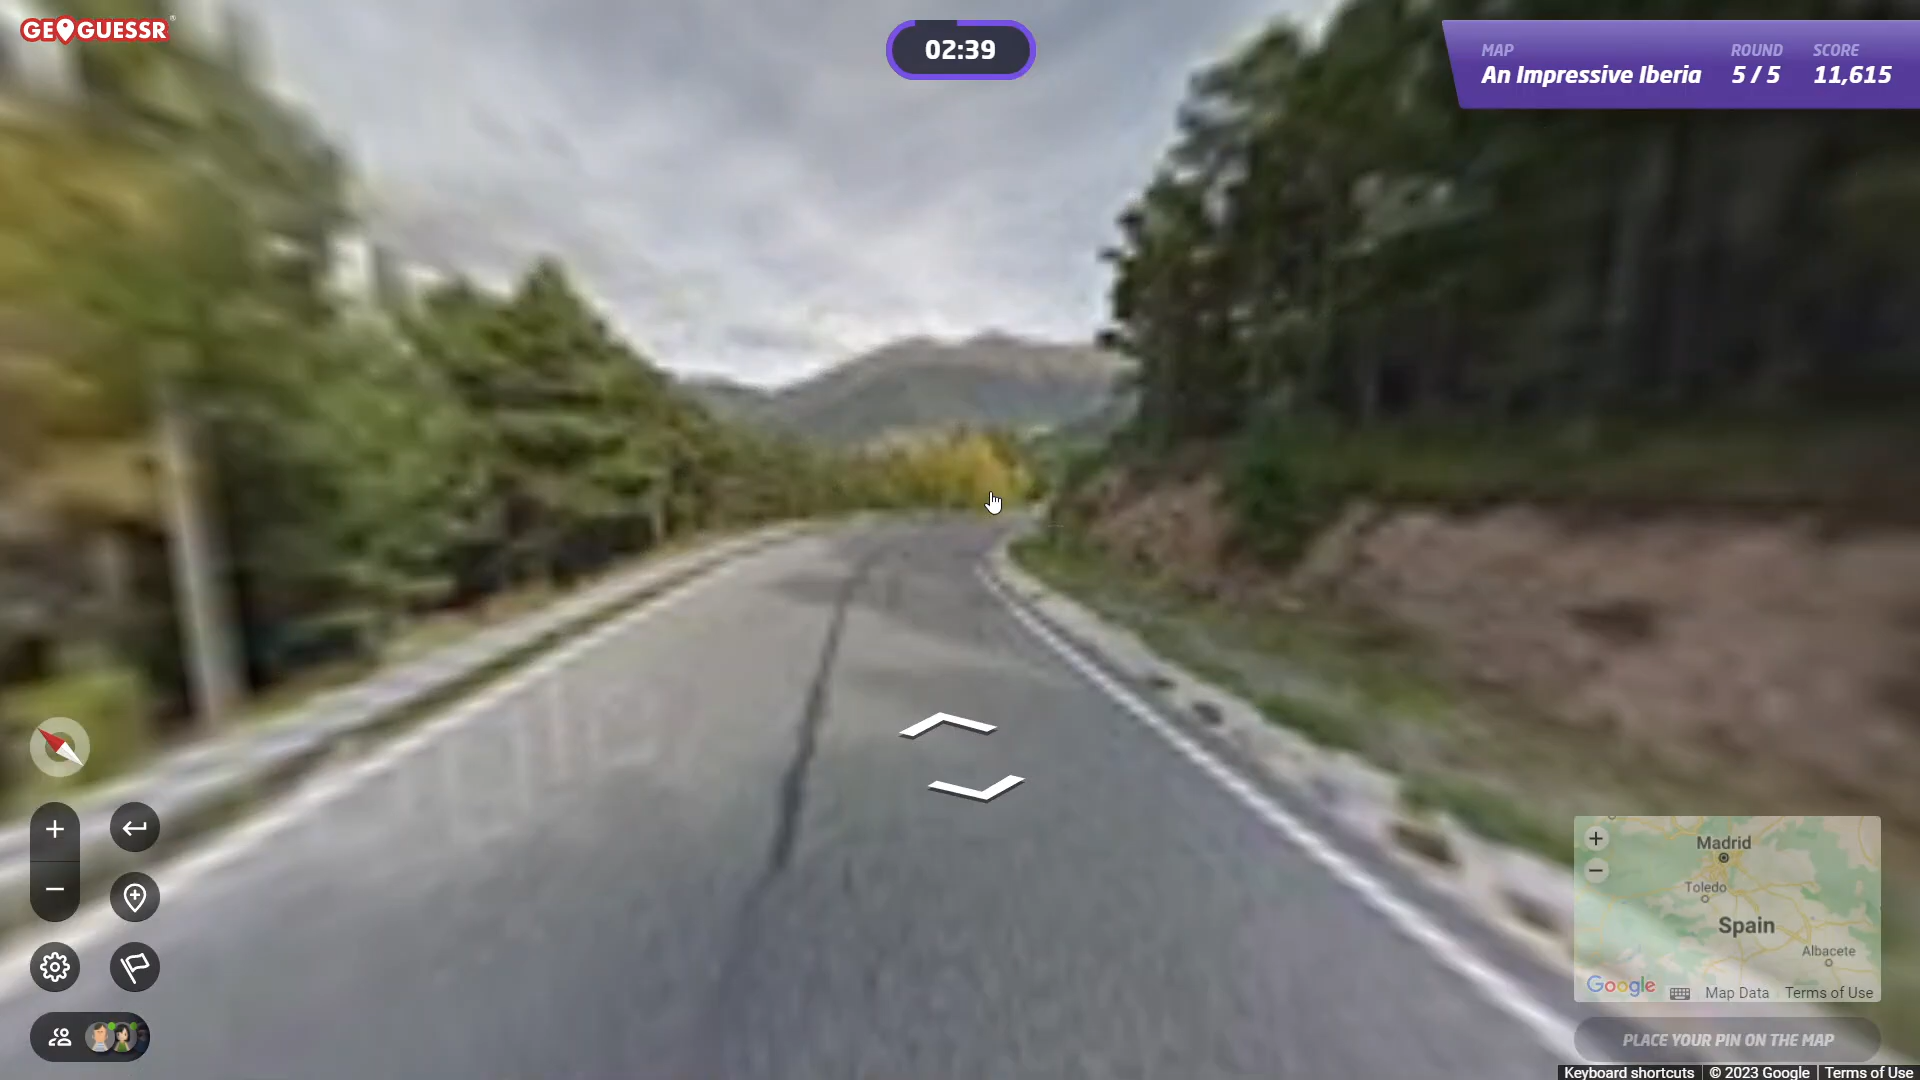 GEOGUESSR
02:39
MAP
An Impressive Iberia
ROUND
5 / 5
SCORE
11,615
Madrid
Toledo
Spain
Albacete
Google
Map Data
Terms of Use
PLACE YOUR PIN ON THE MAP
Keyboard shortcuts
© 2023 Google
Terms of Use